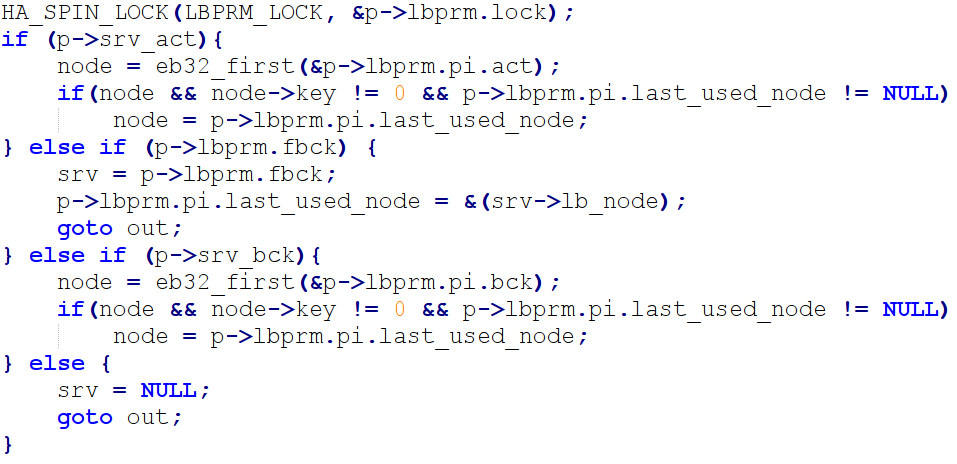 HA_SPIN_LOCK(LBPRM_LOCK, &p->lbprm.lock);
if (p->srv_act){
    node = eb32_first(&p->lbprm.pi.act);
    if(node && node->key != 0 && p->lbprm.pi.last_used_node != NULL)
        node = p->lbprm.pi.last_used_node;
} else if (p->lbprm.fbck) {
    srv = p->lbprm.fbck;
    p->lbprm.pi.last_used_node = &(srv->lb_node);
    goto out;
} else if (p->srv_bck){
    node = eb32_first(&p->lbprm.pi.bck);
    if(node && node->key != 0 && p->lbprm.pi.last_used_node != NULL)
        node = p->lbprm.pi.last_used_node;
} else {
    srv = NULL;
    goto out;
}